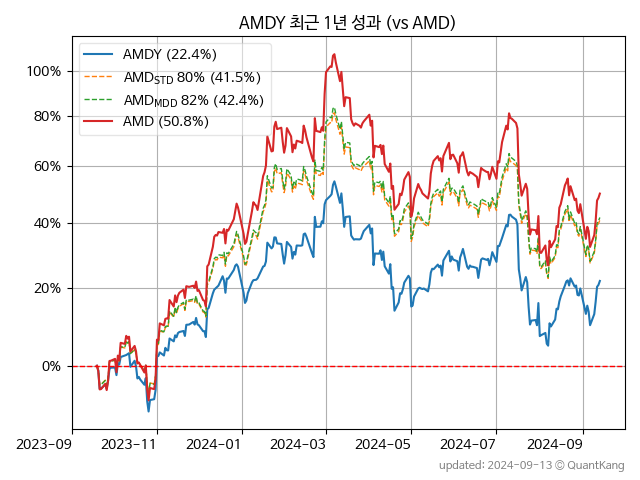 AMDY 최근 1년 성과 (vs AMD)
AMDY (22.4%)
AMD_STD 80% (41.5%)
AMD_MDD 82% (42.4%)
AMD (50.8%)
100%
80%
60%
40%
20%
0%
2023-09 2023-11 2024-01 2024-03 2024-05 2024-07 2024-09
updated: 2024-09-13 © QuantKang